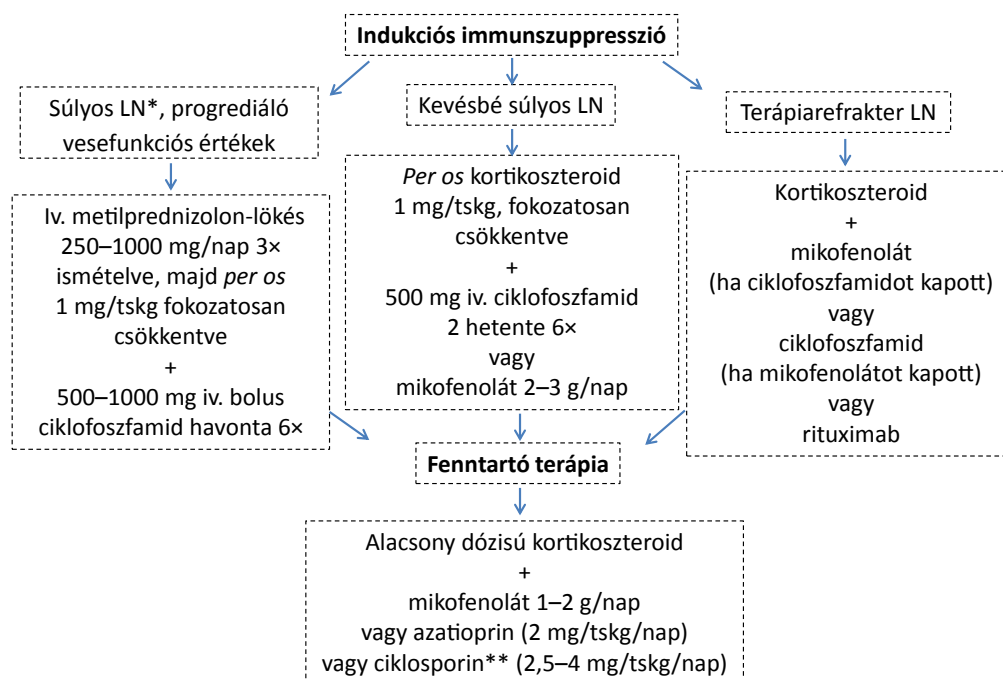 Indukciós immunszuppresszió
Súlyos LN*, progrediáló
vesefunkciós értékek
Kevésbé súlyos LN
Terápiarefrakter LN
Iv. metilprednizolon-lökés
250–1000 mg/nap 3×
ismételve, majd per os
1 mg/tskg fokozatosan
csökkentve
+
500–1000 mg iv. bolus
ciklofoszfamid havonta 6×
Per os kortikoszteroid
1 mg/tskg, fokozatosan
csökkentve
+
500 mg iv. ciklofoszfamid
2 hetente 6×
vagy
mikofenolát 2–3 g/nap
Kortikoszteroid
+
mikofenolát
(ha ciklofoszfamidot kapott)
vagy
ciklofoszfamid
(ha mikofenolátot kapott)
vagy
rituximab
Fenntartó terápia
Alacsony dózisú kortikoszteroid
+
mikofenolát 1–2 g/nap
vagy azatioprin (2 mg/tskg/nap)
vagy ciklosporin** (2,5–4 mg/tskg/nap)